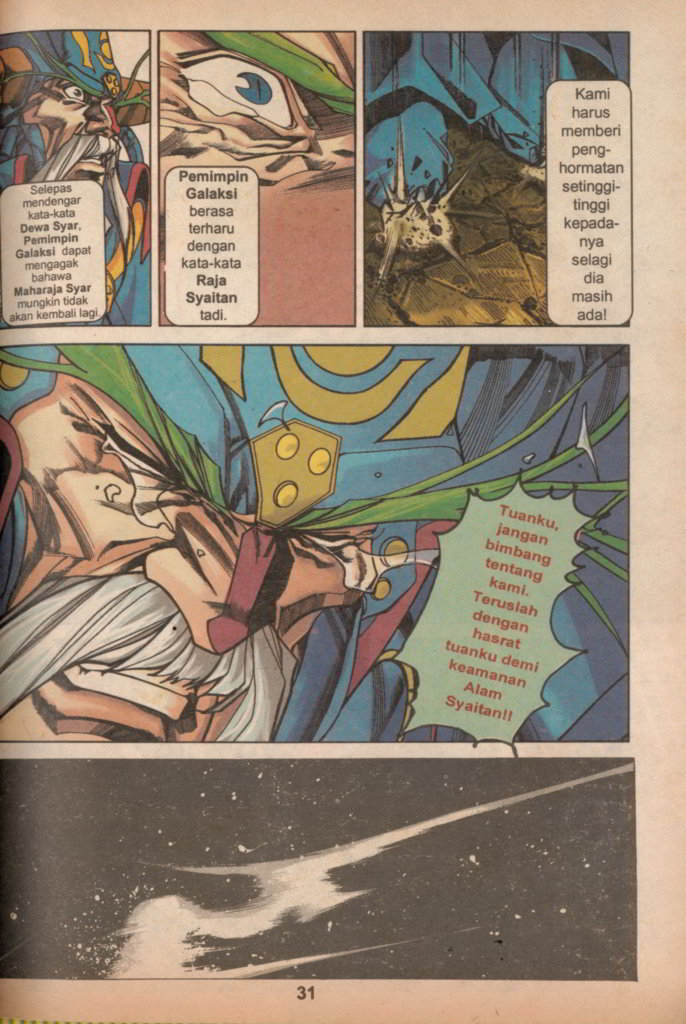 Selepas
mendengar
kata-kata
Dewa Syar,
Pemimpin
Galaksi dapat
mengagak
bahawa
Maharaja Syar
mungkin tidak
akan kembali lagi.
Pemimpin
Galaksi
berasa
terharu
dengan
kata-kata
Raja
Syaitan
tadi.
Kami
harus
memberi
peng-
hormatan
setinggi-
tinggi
kepada-
nya
selagi
dia
masih
ada!
Tuanku,
jangan
bimbang
tentang
kami.
Teruslah
dengan
hasrat
tuanku demi
keamanan
Alam
Syaitan!!
31